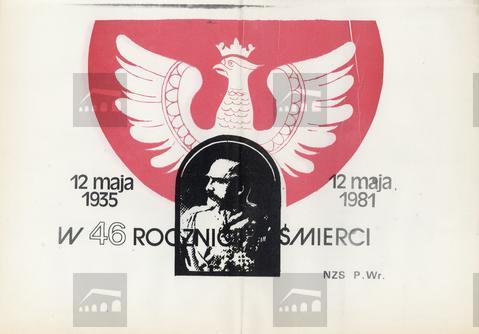 12 maja
1935
12 maja
1981
W 46 ROCZNICĘ ŚMIERCI
NZS P.Wr.